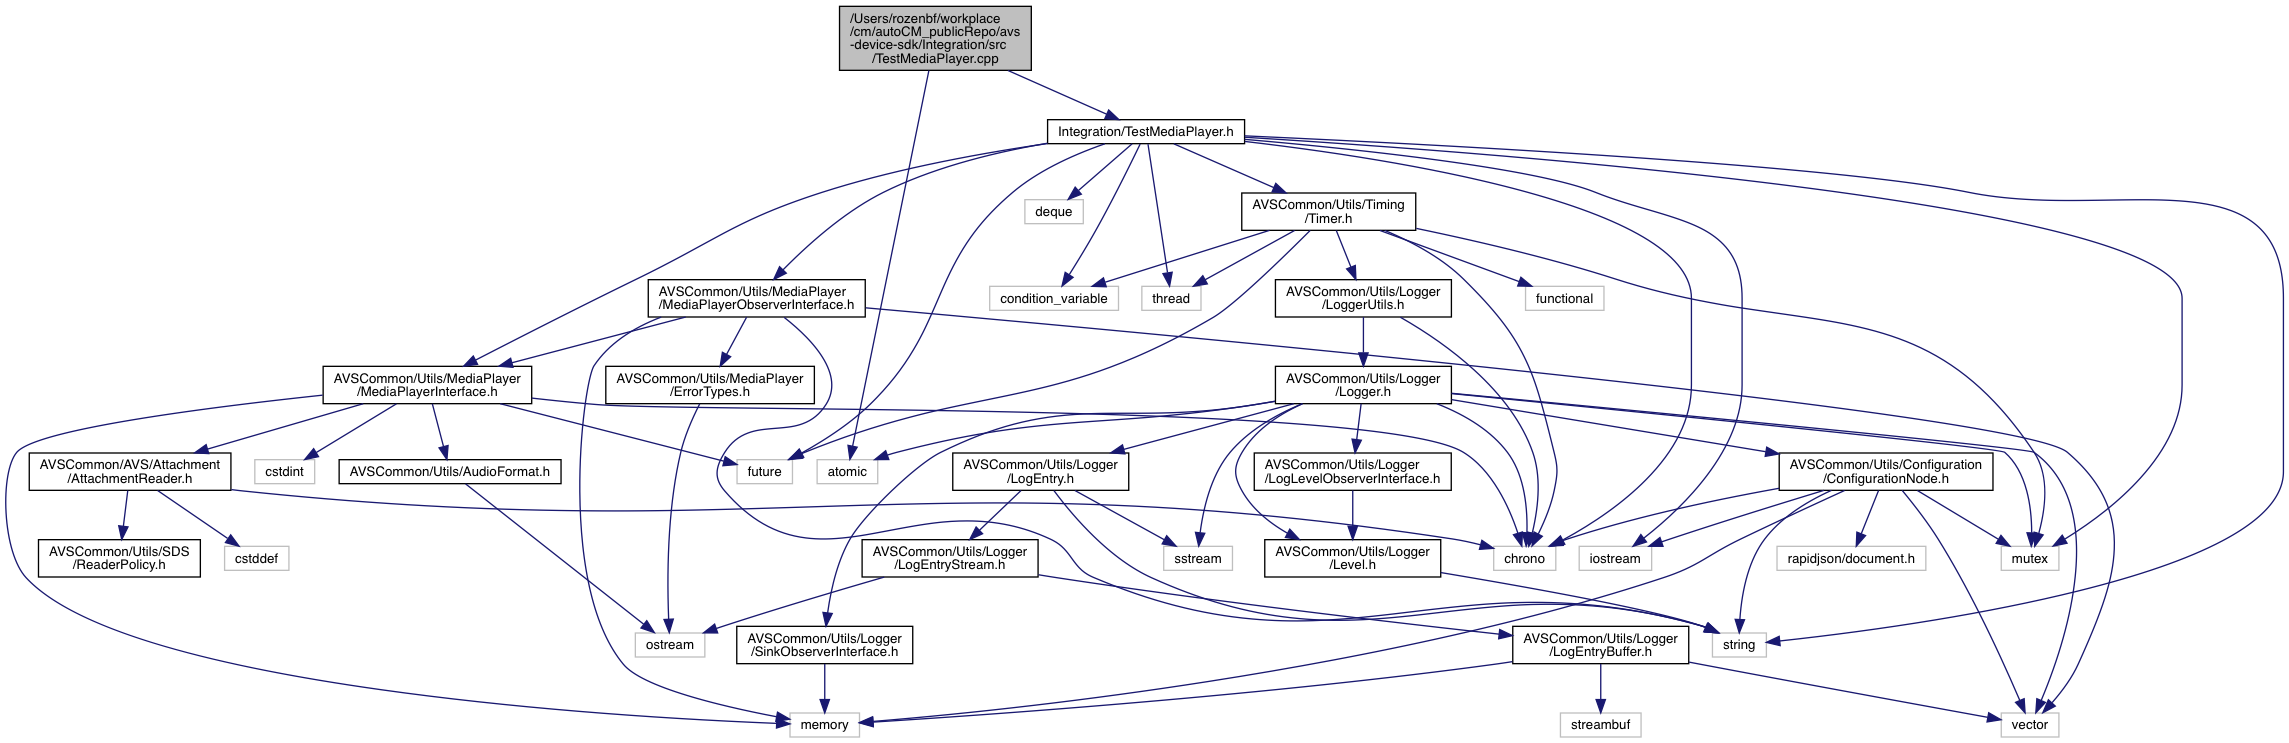 /Users/rozenbf/workplace
/cm/autoCM_publicRepo/avs
-device-sdk/Integration/src
/TestMediaPlayer.cpp
Integration/TestMediaPlayer.h
deque
AVSCommon/Utils/Timing
/Timer.h
AVSCommon/Utils/MediaPlayer
/MediaPlayerObserverInterface.h
condition_variable
thread
AVSCommon/Utils/Logger
/LoggerUtils.h
functional
AVSCommon/Utils/MediaPlayer
/MediaPlayerInterface.h
AVSCommon/Utils/MediaPlayer
/ErrorTypes.h
AVSCommon/Utils/Logger
/Logger.h
AVSCommon/AVS/Attachment
/AttachmentReader.h
cstdint
AVSCommon/Utils/AudioFormat.h
future
atomic
AVSCommon/Utils/Logger
/LogEntry.h
AVSCommon/Utils/Logger
/LogLevelObserverInterface.h
AVSCommon/Utils/Configuration
/ConfigurationNode.h
AVSCommon/Utils/SDS
/ReaderPolicy.h
cstddef
AVSCommon/Utils/Logger
/LogEntryStream.h
sstream
AVSCommon/Utils/Logger
/Level.h
chrono
iostream
rapidjson/document.h
mutex
ostream
AVSCommon/Utils/Logger
/SinkObserverInterface.h
AVSCommon/Utils/Logger
/LogEntryBuffer.h
string
memory
streambuf
vector